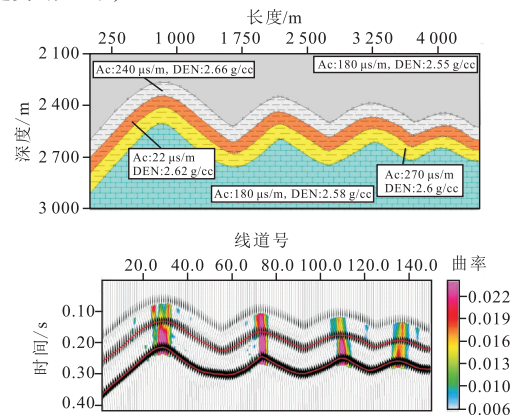 长度/m
250 1 000 1 750 2 500 3 250 4 000
2 100
Ac:240 μs/m, DEN:2.66 g/cc
Ac:180 μs/m, DEN:2.55 g/cc
2 400
深度/m
2 700
Ac:22 μs/m
DEN:2.62 g/cc
Ac:270 μs/m
DEN:2.6 g/cc
Ac:180 μs/m, DEN:2.58 g/cc
3 000
线道号
20.0 40.0 60.0 80.0 100.0 120.0 140.0
曲率
0.10
0.20
0.30
0.40
时间/s
0.022
0.019
0.016
0.013
0.010
0.006